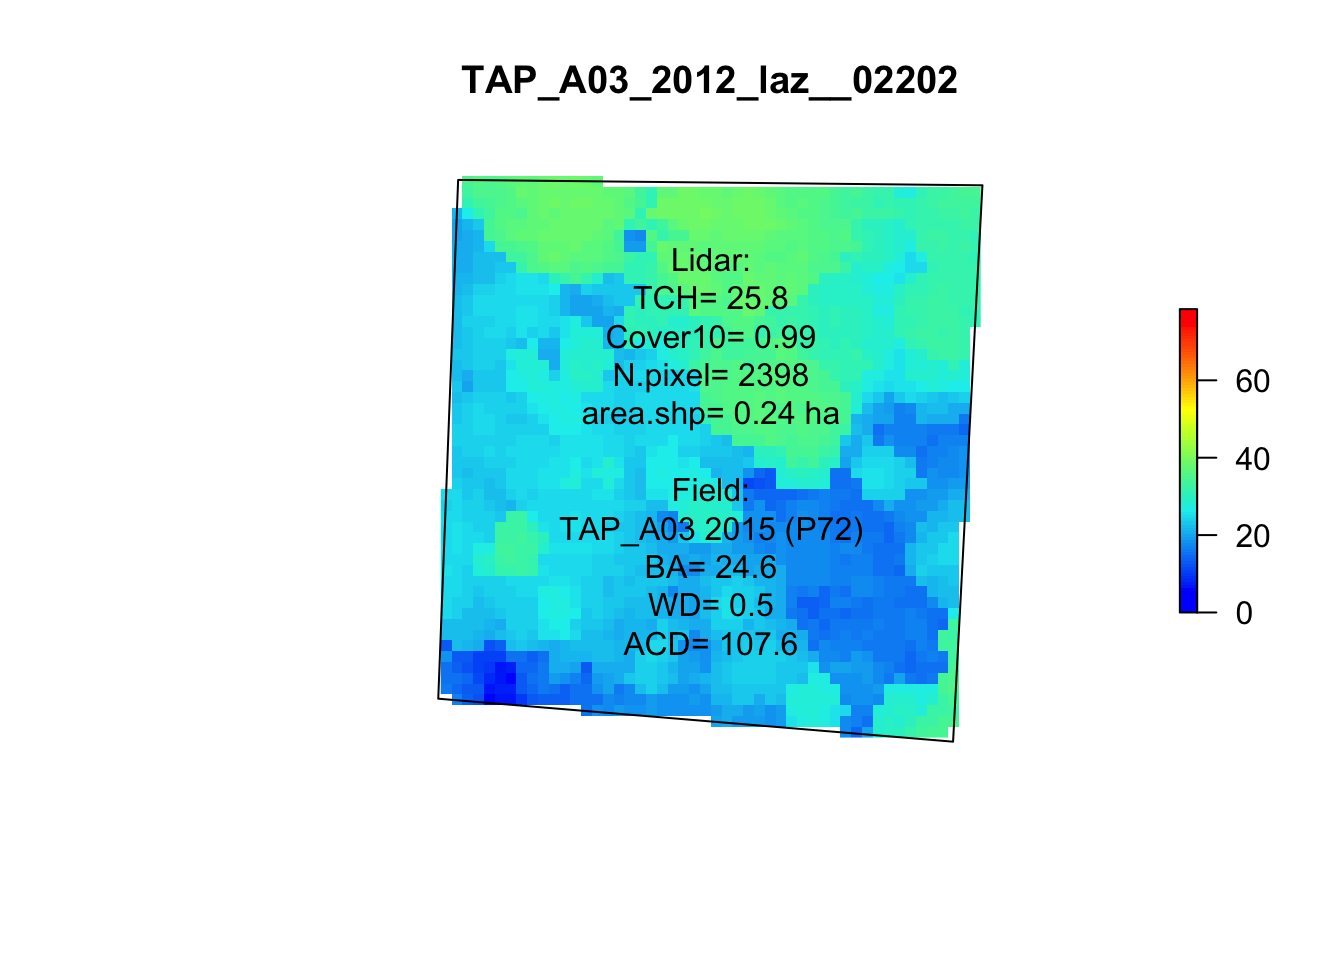 TAP_A03_2012_laz__02202
Lidar:
TCH= 25.8
Cover10= 0.99
N.pixel= 2398
area.shp= 0.24 ha
Field:
TAP_A03 2015 (P72)
BA= 24.6
WD= 0.5
ACD= 107.6
60
40
20
0